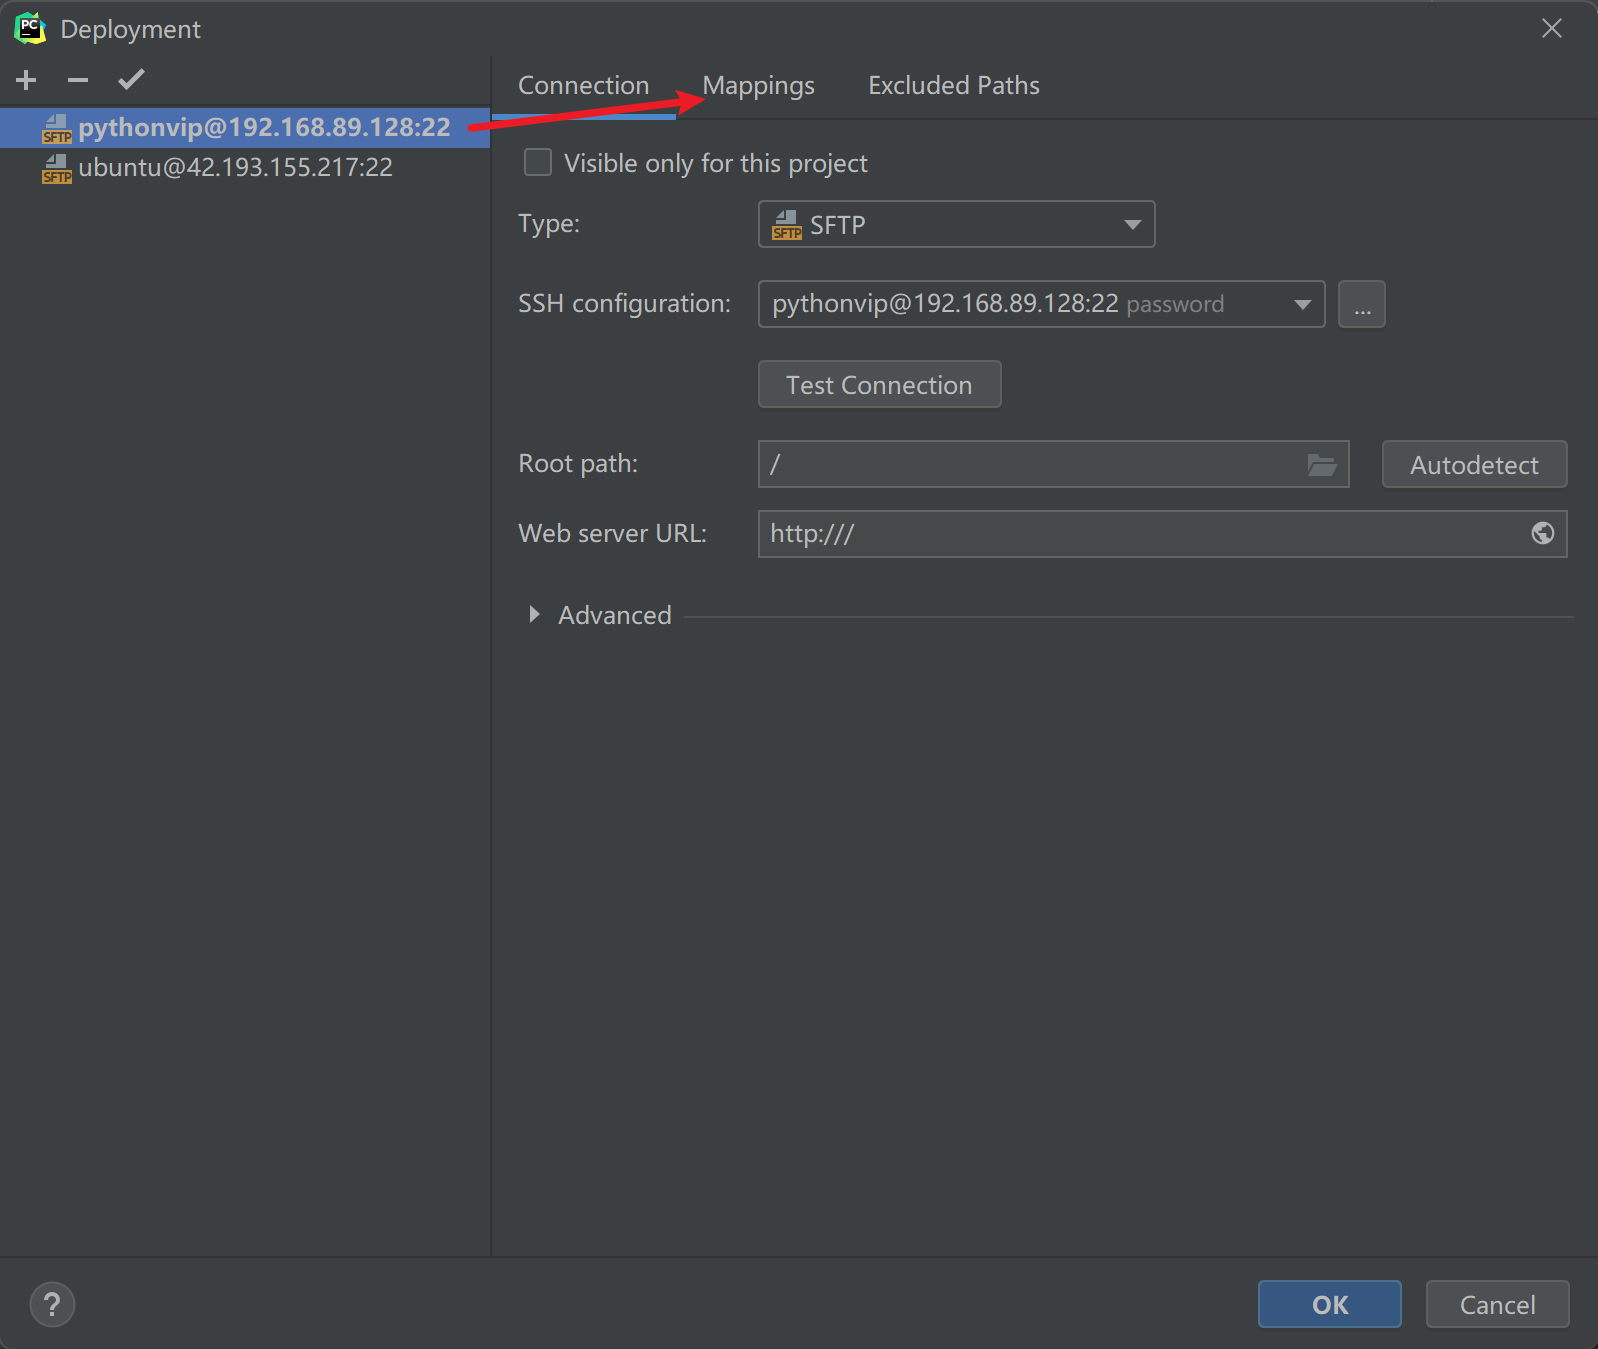 PC
Deployment
Connection
Mappings
Excluded Paths
SFTP pythonvip@192.168.89.128:22
SFTP ubuntu@42.193.155.217:22
Visible only for this project
Type:
SFTP SFTP
SSH configuration:
pythonvip@192.168.89.128:22 password
...
Test Connection
Root path:
/
Autodetect
Web server URL:
http:///
Advanced
?
OK
Cancel